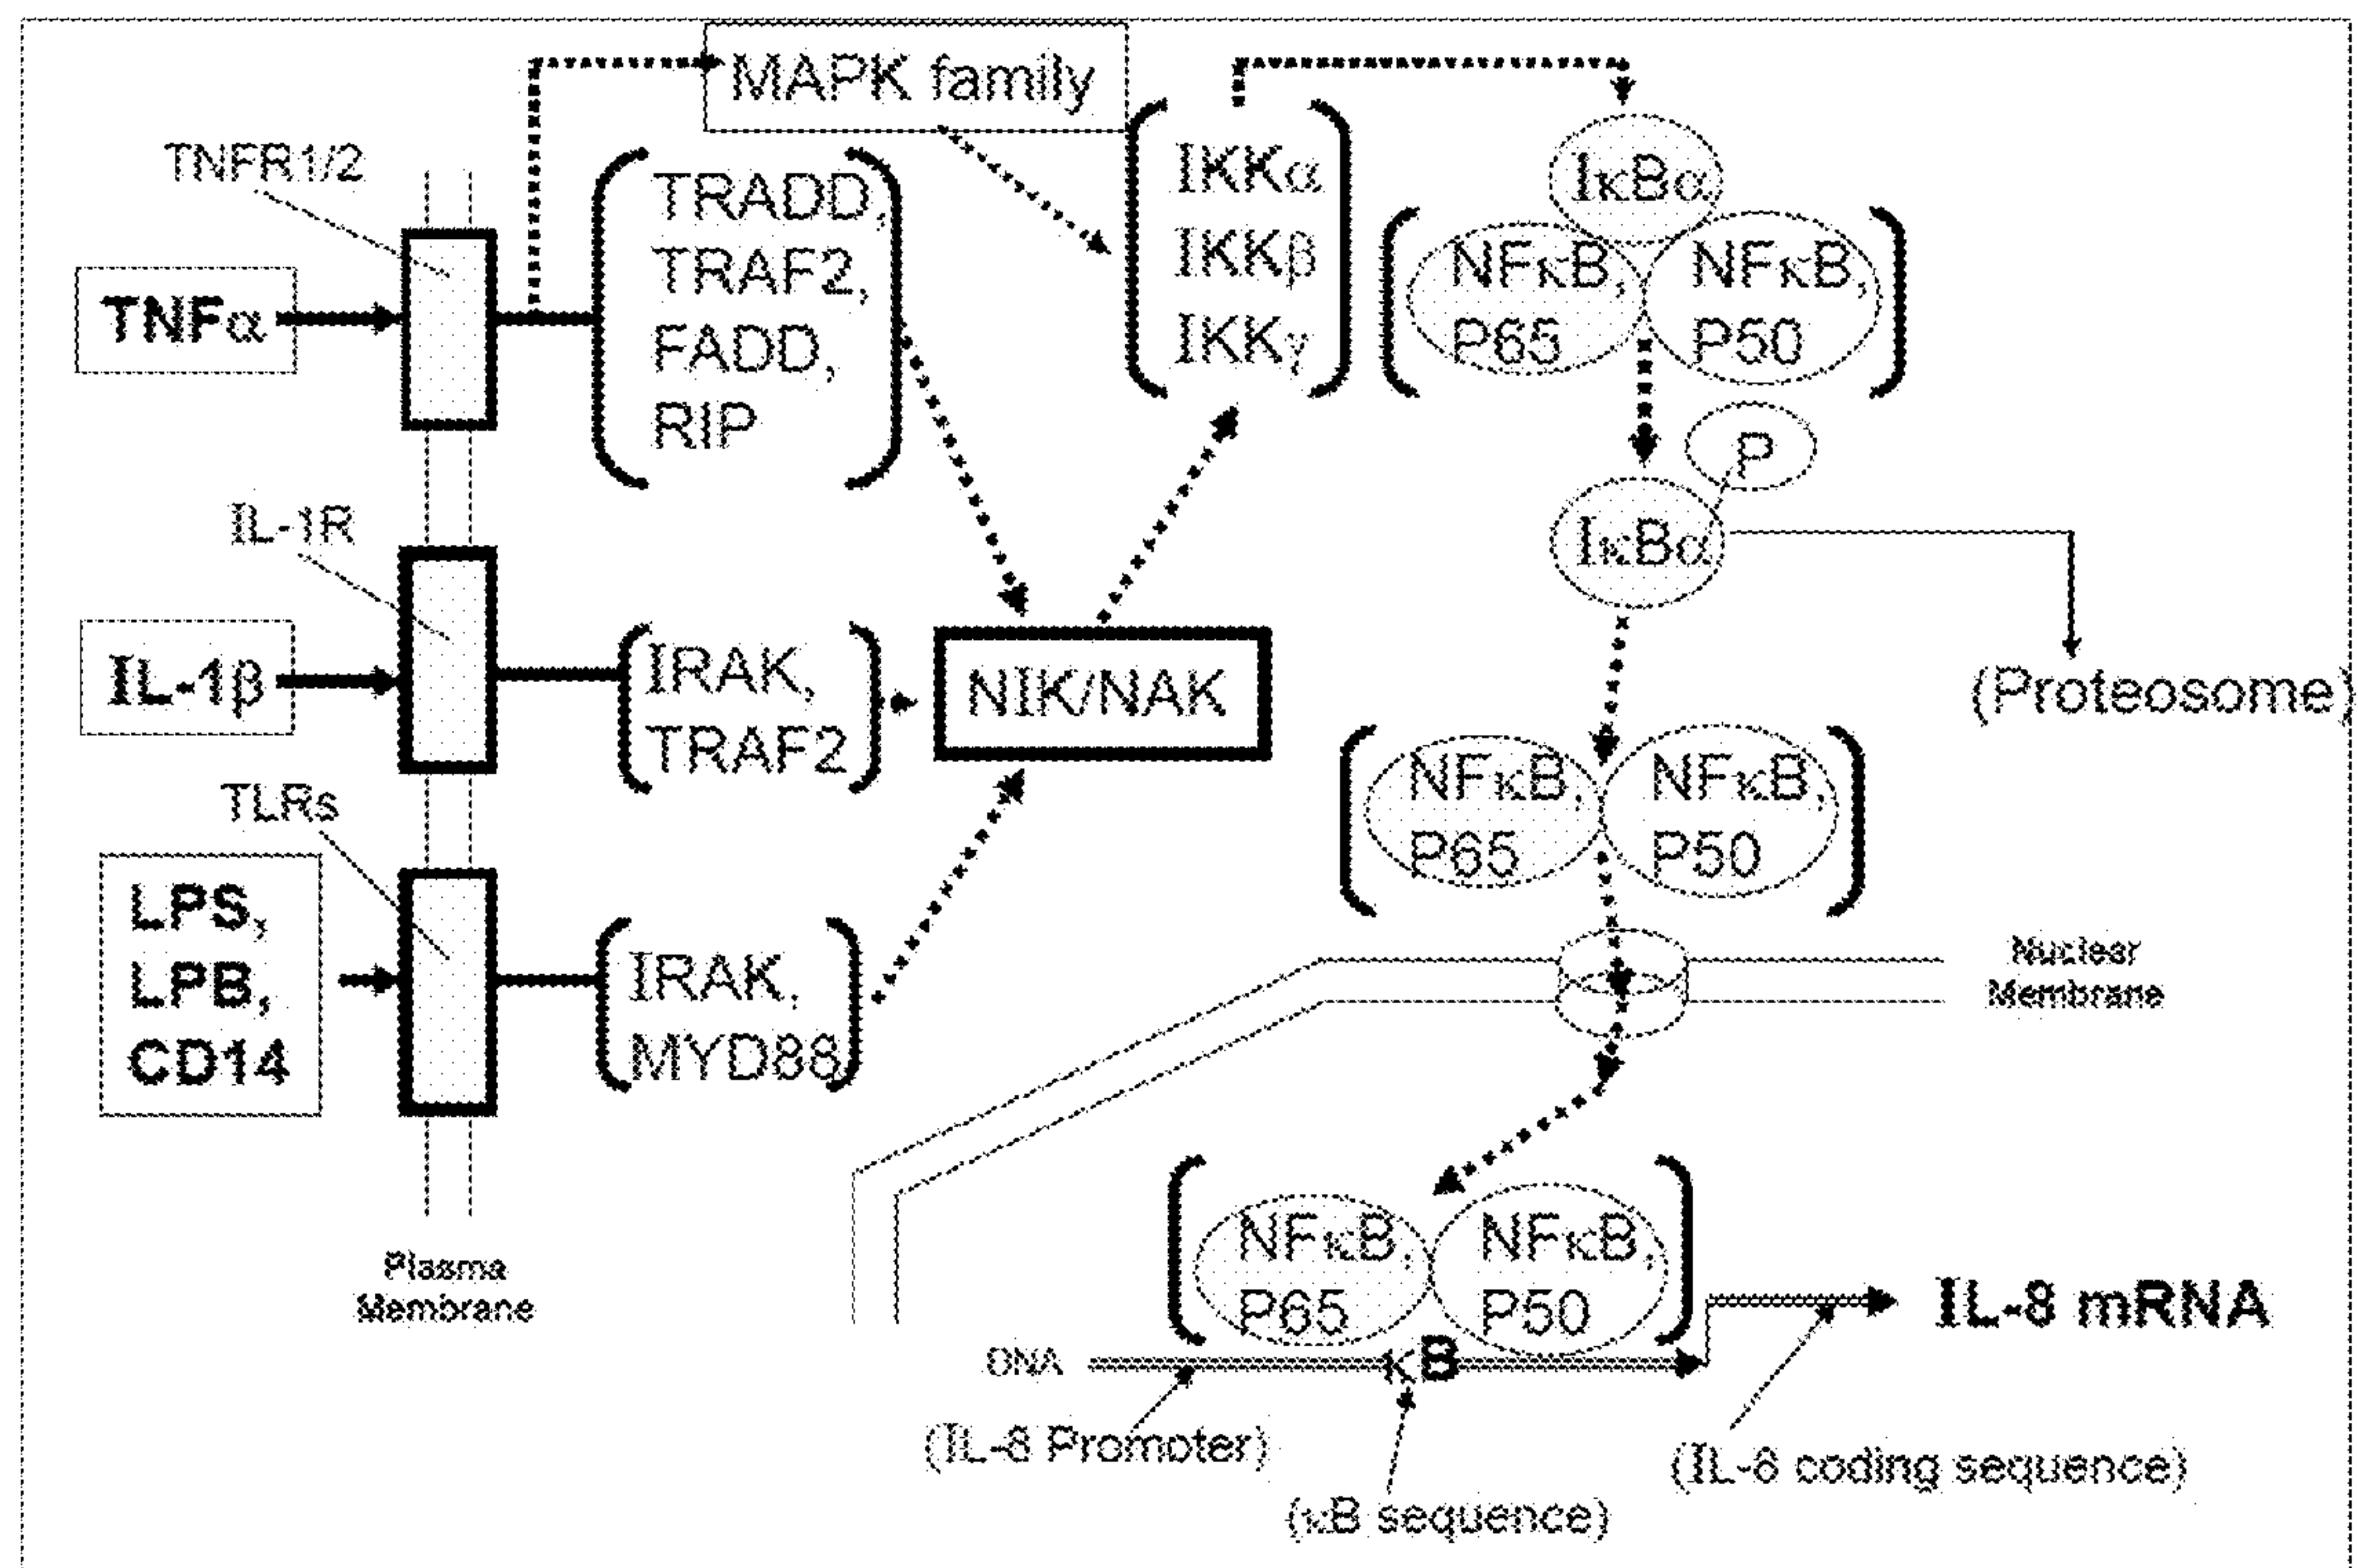 MAPK family
TNFR1/2
TNFα
TRADD,
TRAF2,
FADD,
RIP
IKKα
IKKβ
IKKγ
IκBα
NFκB,
P65
NFκB,
P50
P
IκBα
(Proteosome)
IL-1R
IL-1β
IRAK,
TRAF2
NIK/NAK
TLRs
LPS,
LPB,
CD14
IRAK,
MYD88
NFκB,
P65
NFκB,
P50
Nuclear
Membrane
Plasma
Membrane
NFκB,
P65
NFκB,
P50
IL-8 mRNA
DNA
κB
(IL-8 Promoter)
(κB sequence)
(IL-8 coding sequence)